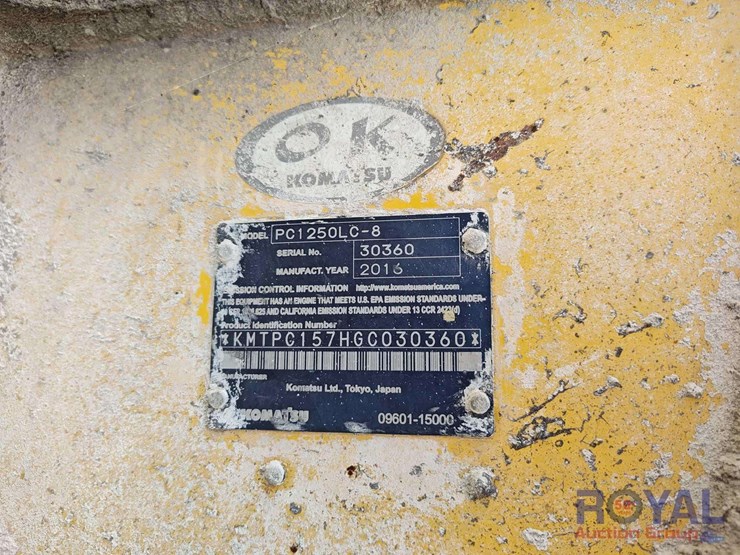 OK
KOMATSU
MODEL PC1250LC-8
SERIAL No. 30360
MANUFACT. YEAR 2016
EMISSION CONTROL INFORMATION http://www.komatsuamerica.com
THIS EQUIPMENT HAS AN ENGINE THAT MEETS U.S. EPA EMISSION STANDARDS UNDER
AND CALIFORNIA EMISSION STANDARDS UNDER 13 CCR
Product Identification Number
*KMTPC157HGC030360*
MANUFACTURER
Komatsu Ltd., Tokyo, Japan
KOMATSU 09601-15000
ROYAL
Auction Group